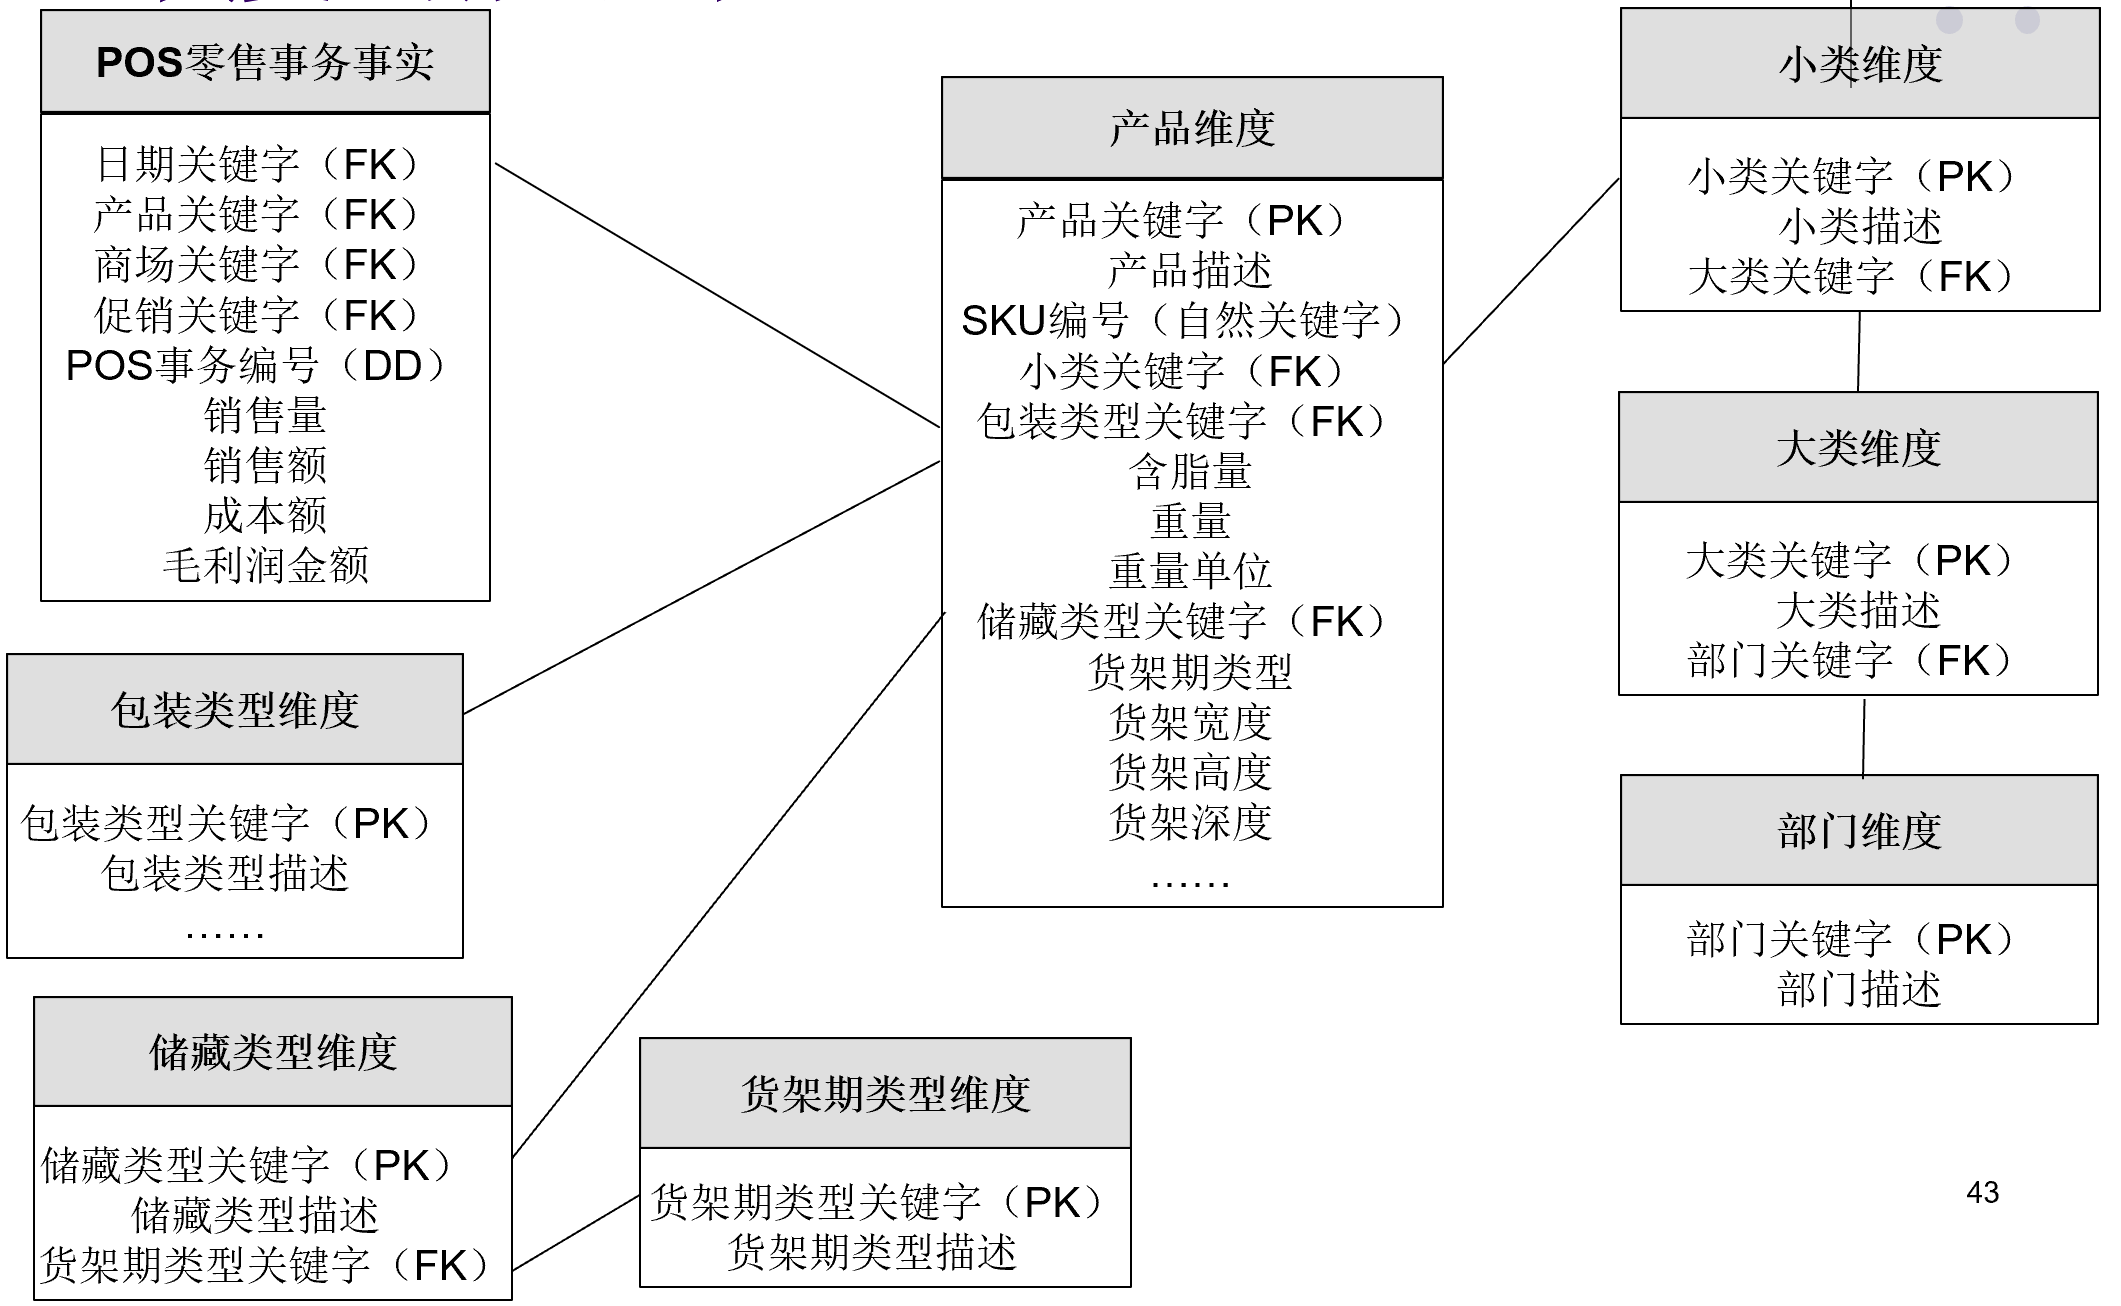 POS零售事务事实
日期关键字（FK）
产品关键字（FK）
商场关键字（FK）
促销关键字（FK）
POS事务编号（DD）
销售量
销售额
成本额
毛利润金额
包装类型维度
包装类型关键字（PK）
包装类型描述
……
储藏类型维度
储藏类型关键字（PK）
储藏类型描述
货架期类型关键字（FK）
货架期类型维度
货架期类型关键字（PK）
货架期类型描述
产品维度
产品关键字（PK）
产品描述
SKU编号（自然关键字）
小类关键字（FK）
包装类型关键字（FK）
含脂量
重量
重量单位
储藏类型关键字（FK）
货架期类型
货架宽度
货架高度
货架深度
……
小类维度
小类关键字（PK）
小类描述
大类关键字（FK）
大类维度
大类关键字（PK）
大类描述
部门关键字（FK）
部门维度
部门关键字（PK）
部门描述
43